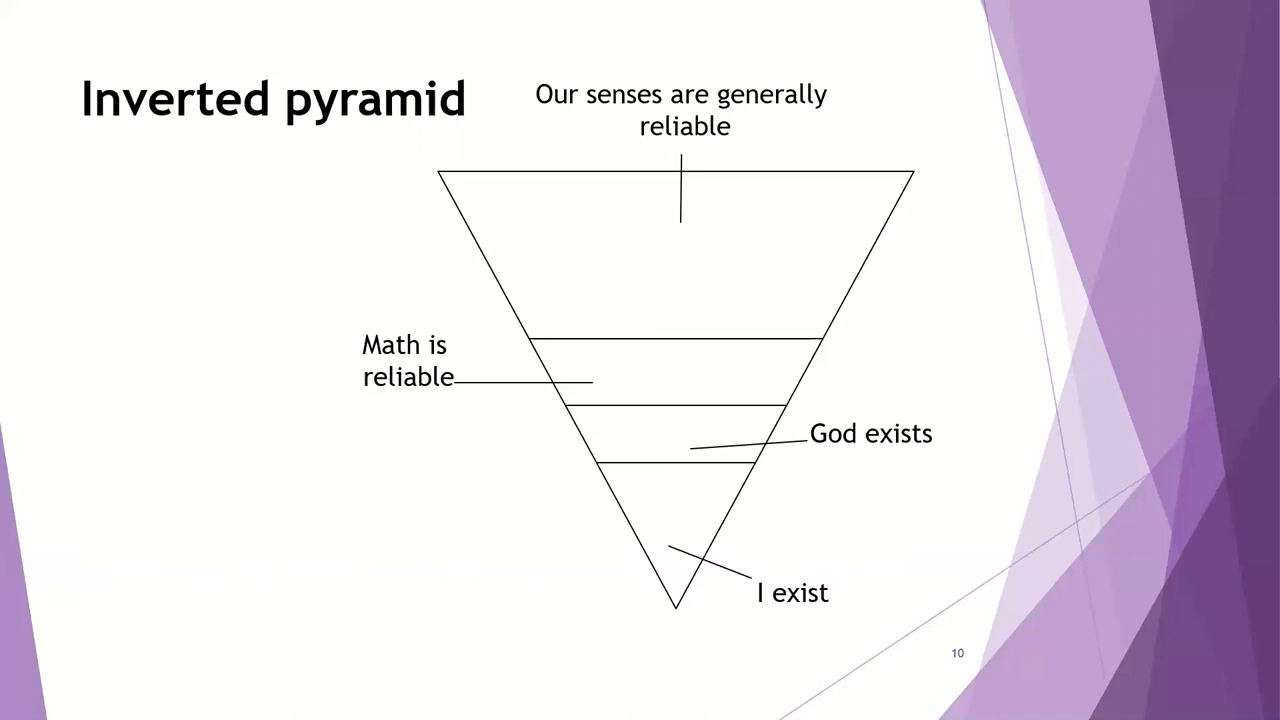 Inverted pyramid
Our senses are generally
reliable
Math is
reliable
God exists
I exist
10